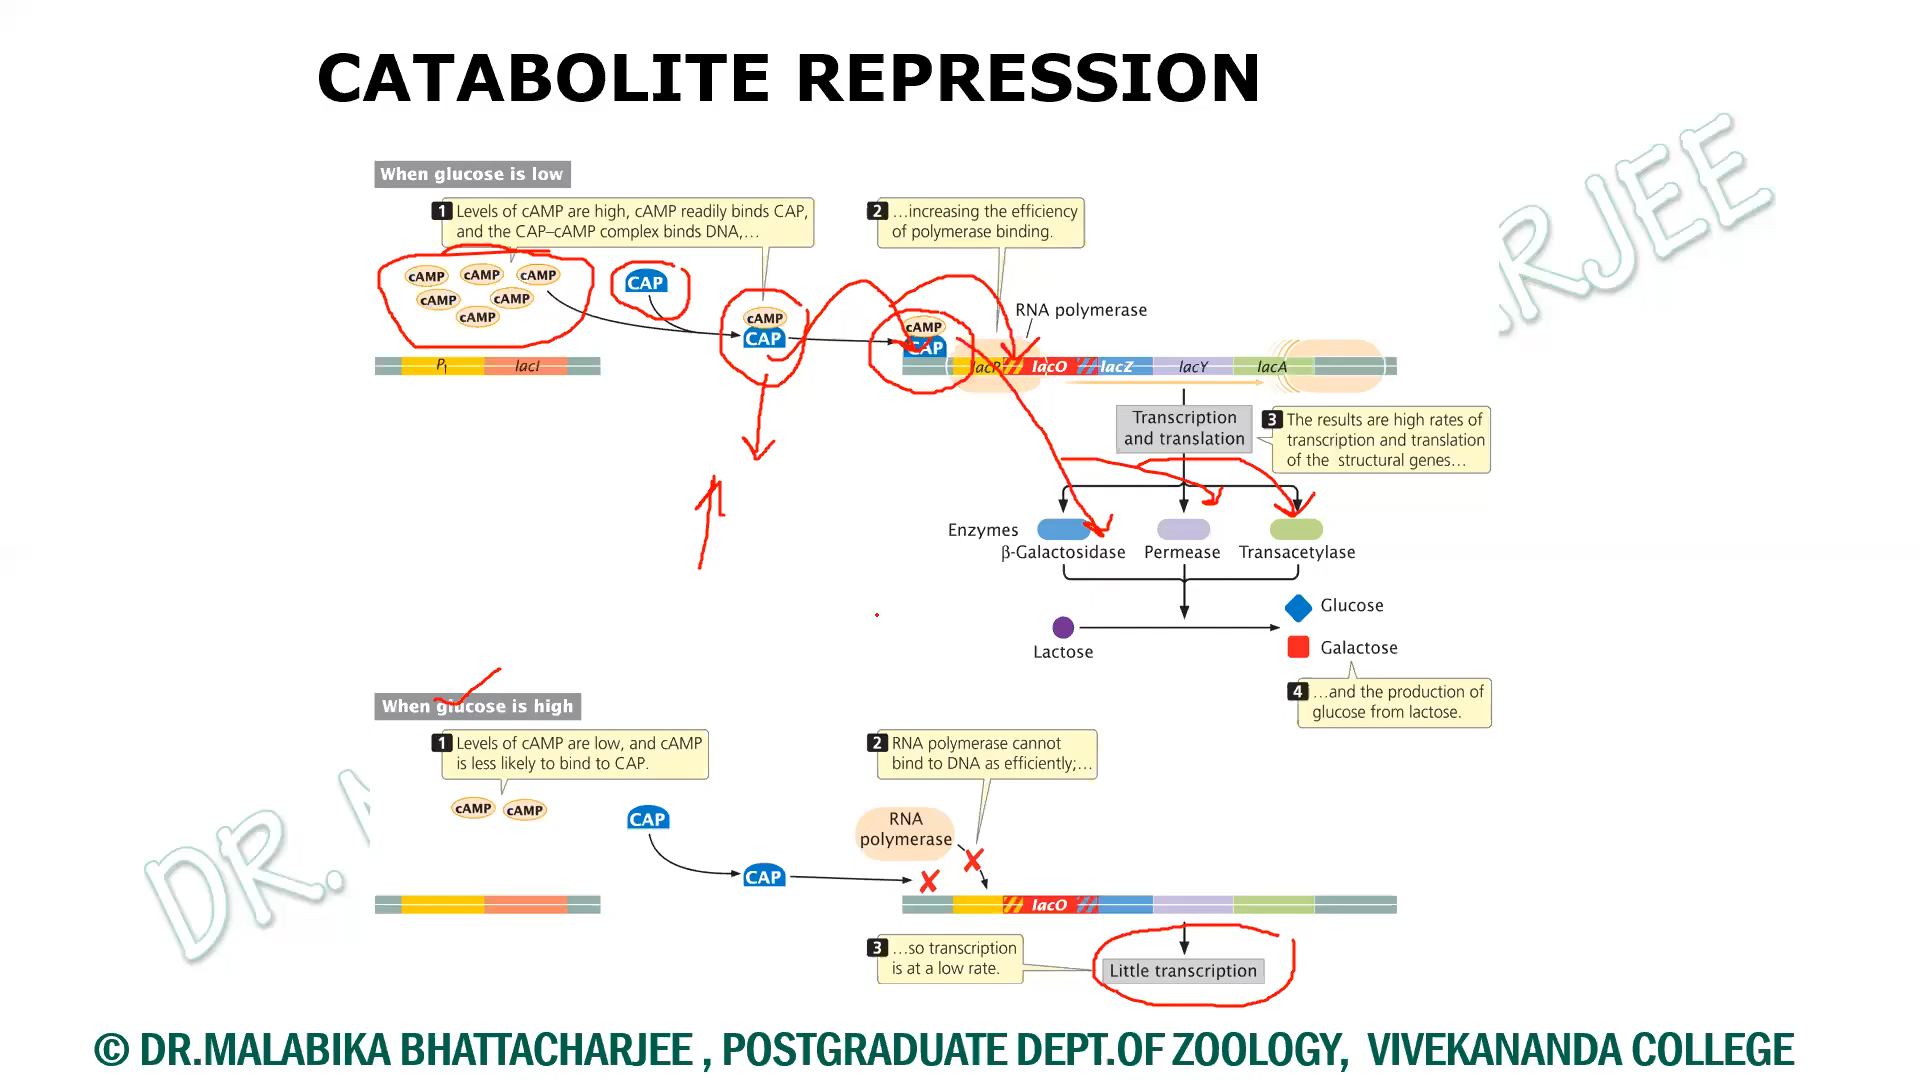 CATABOLITE REPRESSION
When glucose is low
1 Levels of cAMP are high, cAMP readily binds CAP,
and the CAP–cAMP complex binds DNA,…
2 …increasing the efficiency
of polymerase binding.
cAMP cAMP cAMP
cAMP cAMP
cAMP
CAP
cAMP
CAP
cAMP
CAP
RNA polymerase
P1 lacI
lacP lacO lacZ lacY lacA
Transcription
and translation
3 The results are high rates of
transcription and translation
of the structural genes…
Enzymes
β-Galactosidase Permease Transacetylase
Glucose
Lactose
Galactose
4 …and the production of
glucose from lactose.
When glucose is high
1 Levels of cAMP are low, and cAMP
is less likely to bind to CAP.
2 RNA polymerase cannot
bind to DNA as efficiently;…
cAMP cAMP
CAP
RNA
polymerase
CAP
lacO
3 …so transcription
is at a low rate.
Little transcription
DR.
RJEE
© DR.MALABIKA BHATTACHARJEE , POSTGRADUATE DEPT.OF ZOOLOGY, VIVEKANANDA COLLEGE